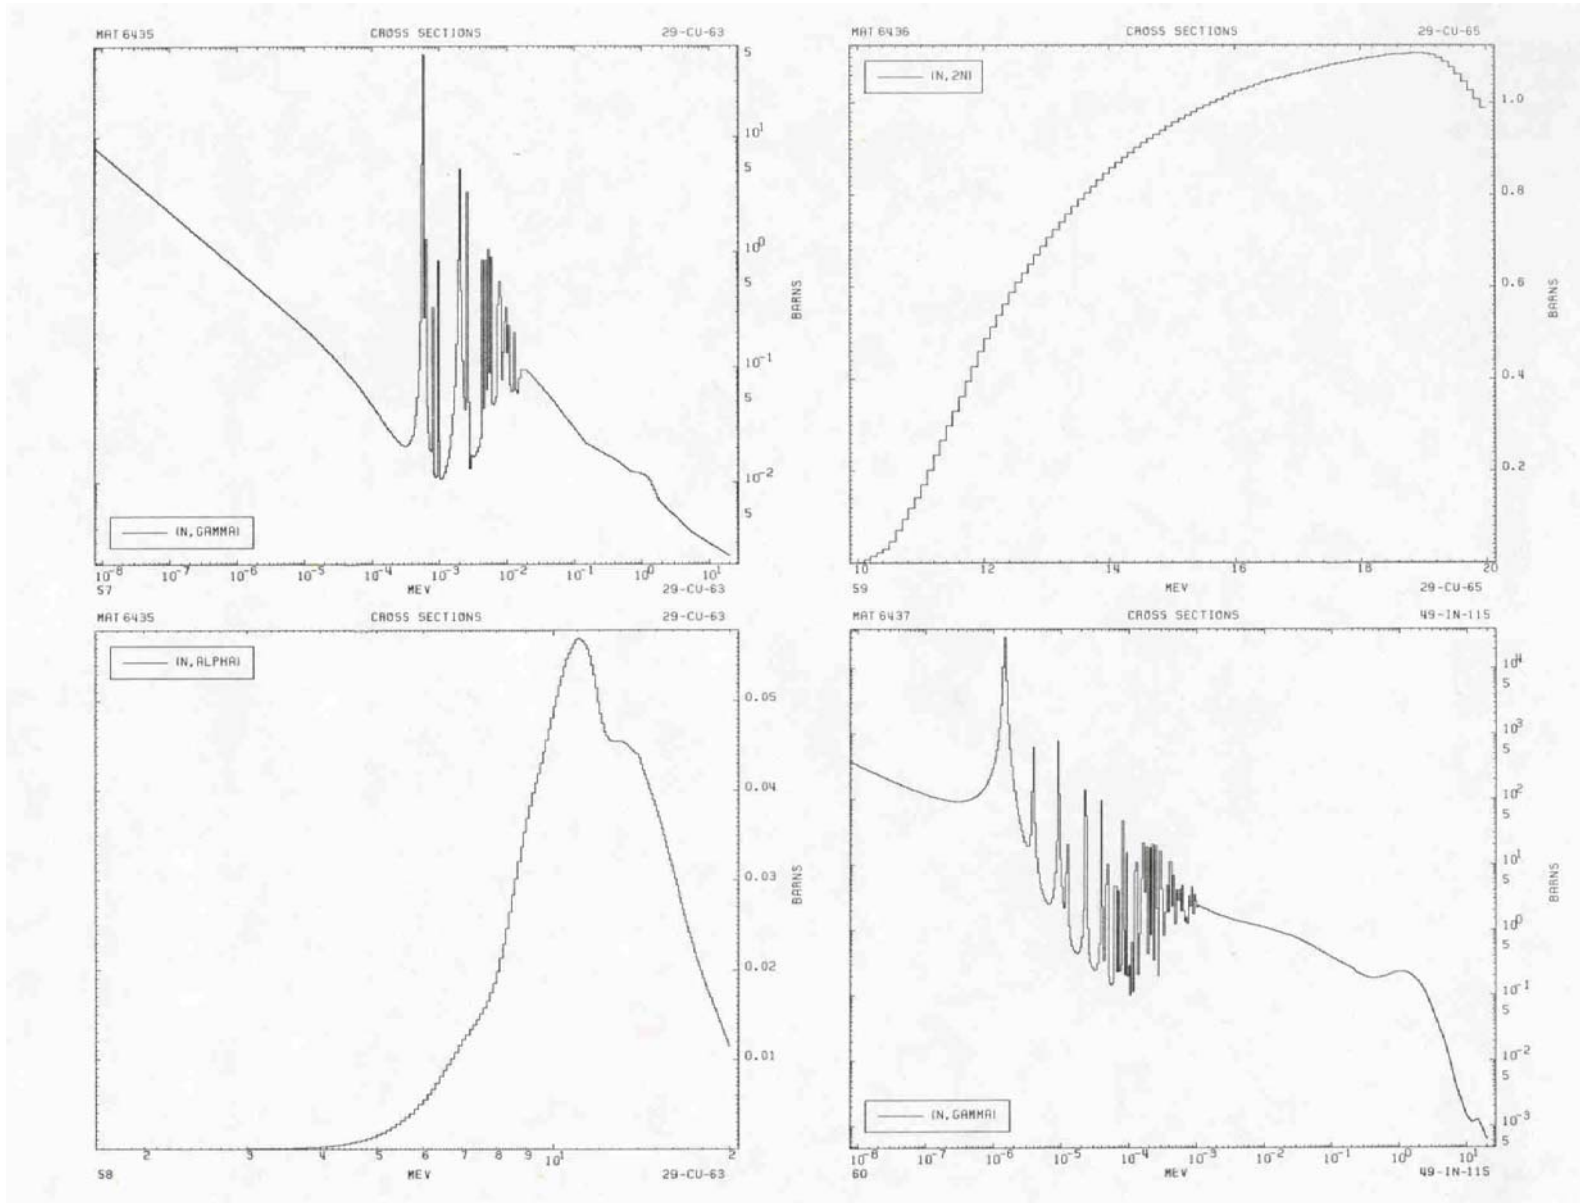 MAT 6435 CROSS SECTIONS 29-CU-63
5
10^1
5
10^0
5
10^-1
5
10^-2
5
BARNS
(N,GAMMA)
10^-8 10^-7 10^-6 10^-5 10^-4 10^-3 10^-2 10^-1 10^0 10^1
57 MEV 29-CU-63
MAT 6436 CROSS SECTIONS 29-CU-65
(N,2N)
1.0
0.8
0.6
0.4
0.2
BARNS
10 12 14 16 18 20
59 MEV 29-CU-65
MAT 6435 CROSS SECTIONS 29-CU-63
(N,ALPHA)
0.05
0.04
0.03
0.02
0.01
BARNS
2 3 4 5 6 7 8 9 10 2
58 MEV 29-CU-63
MAT 6437 CROSS SECTIONS 49-IN-115
10^4
5
10^3
5
10^2
5
10^1
5
10^0
5
10^-1
5
10^-2
5
10^-3
5
BARNS
(N,GAMMA)
10^-8 10^-7 10^-6 10^-5 10^-4 10^-3 10^-2 10^-1 10^0 10^1
60 MEV 49-IN-115